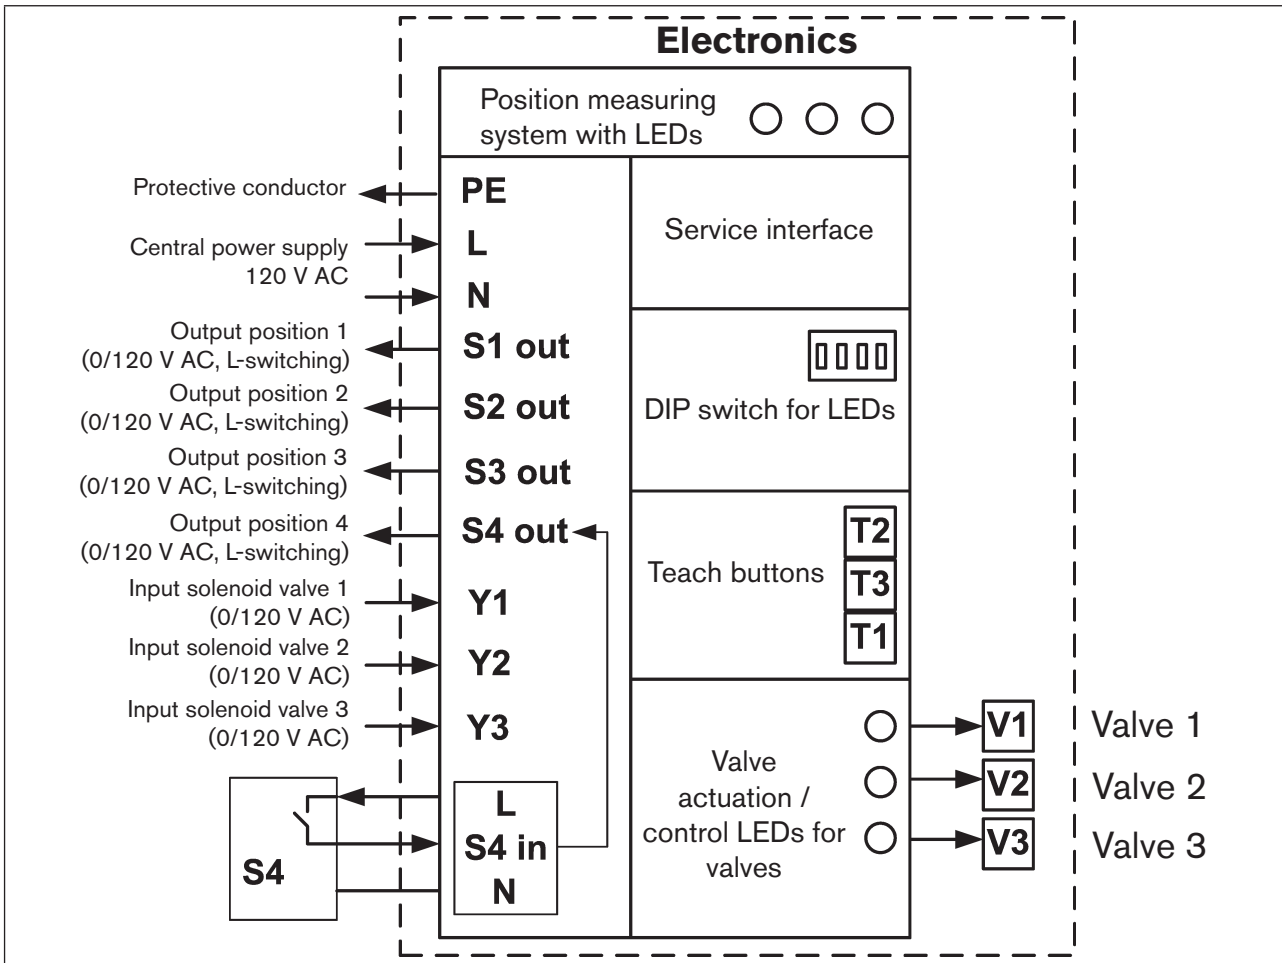 Electronics
Position measuring
system with LEDs
Protective conductor
PE
Central power supply
120 V AC
L
N
Output position 1
(0/120 V AC, L-switching)
S1 out
Output position 2
(0/120 V AC, L-switching)
S2 out
Output position 3
(0/120 V AC, L-switching)
S3 out
Output position 4
(0/120 V AC, L-switching)
S4 out
Input solenoid valve 1
(0/120 V AC)
Y1
Input solenoid valve 2
(0/120 V AC)
Y2
Input solenoid valve 3
(0/120 V AC)
Y3
S4
L
S4 in
N
Service interface
DIP switch for LEDs
Teach buttons
T2
T3
T1
Valve
actuation /
control LEDs for
valves
V1
Valve 1
V2
Valve 2
V3
Valve 3